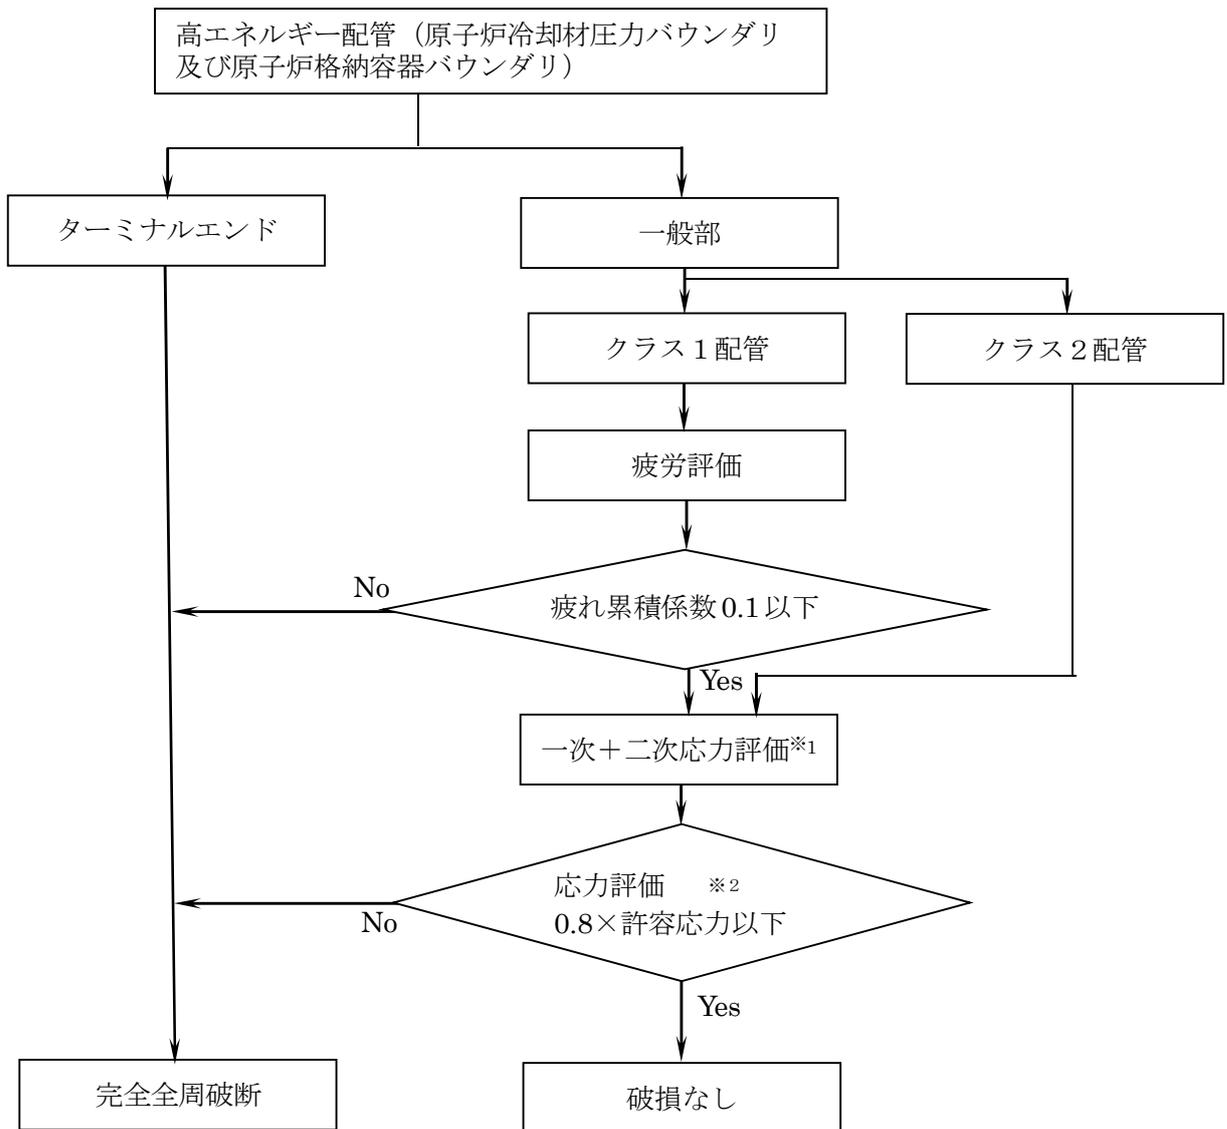 高エネルギー配管（原子炉冷却材圧力バウンダリ
及び原子炉格納容器バウンダリ）
ターミナルエンド
一般部
クラス１配管
クラス２配管
疲労評価
No
疲れ累積係数 0.1 以下
Yes
一次＋二次応力評価※1
応力評価 ※２
0.8×許容応力以下
No
Yes
完全全周破断
破損なし